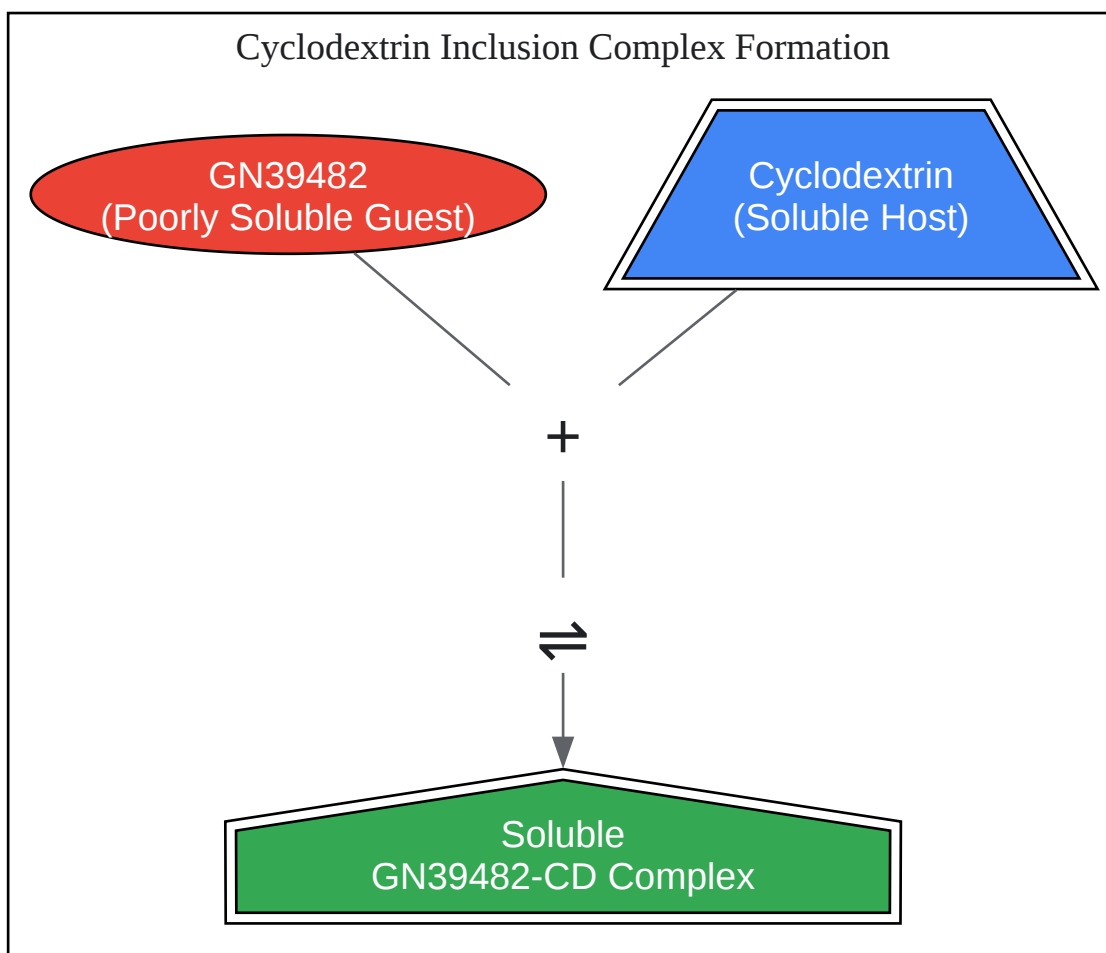 Cyclodextrin Inclusion Complex Formation
GN39482
(Poorly Soluble Guest)
Cyclodextrin
(Soluble Host)
+
⇌
Soluble
GN39482-CD Complex